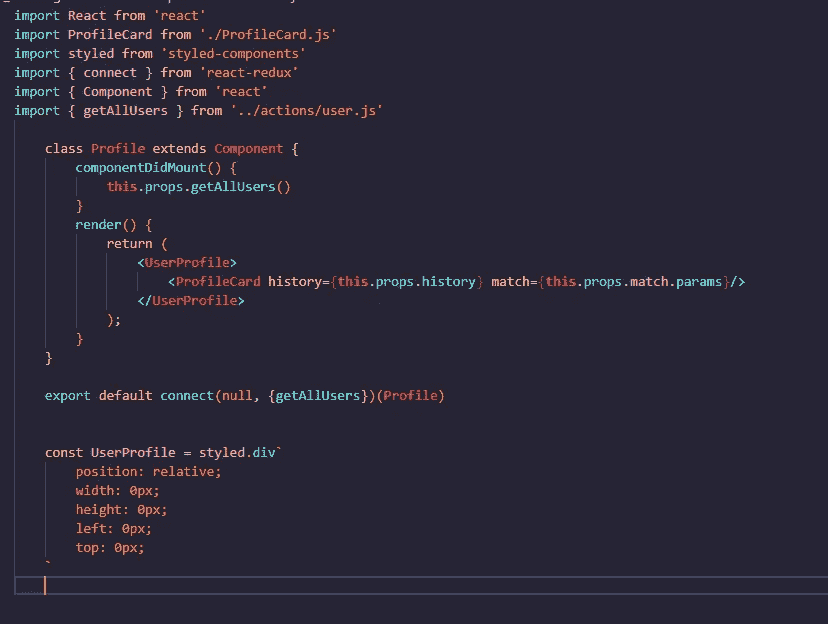 import React from 'react'
import ProfileCard from './ProfileCard.js'
import styled from 'styled-components'
import { connect } from 'react-redux'
import { Component } from 'react'
import { getAllUsers } from '../actions/user.js'
class Profile extends Component {
componentDidMount() {
this.props.getAllUsers()
}
render() {
return (
<UserProfile>
<ProfileCard history={this.props.history} match={this.props.match.params}/>
</UserProfile>
);
}
}
export default connect(null, {getAllUsers})(Profile)
const UserProfile = styled.div`
position: relative;
width: 0px;
height: 0px;
left: 0px;
top: 0px;
`